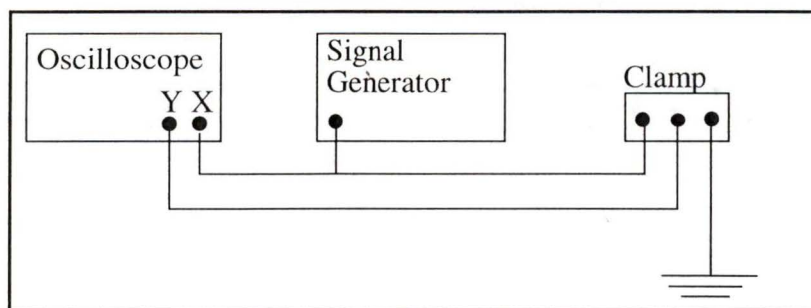 Oscilloscope
Y X
Signal
Generator
Clamp